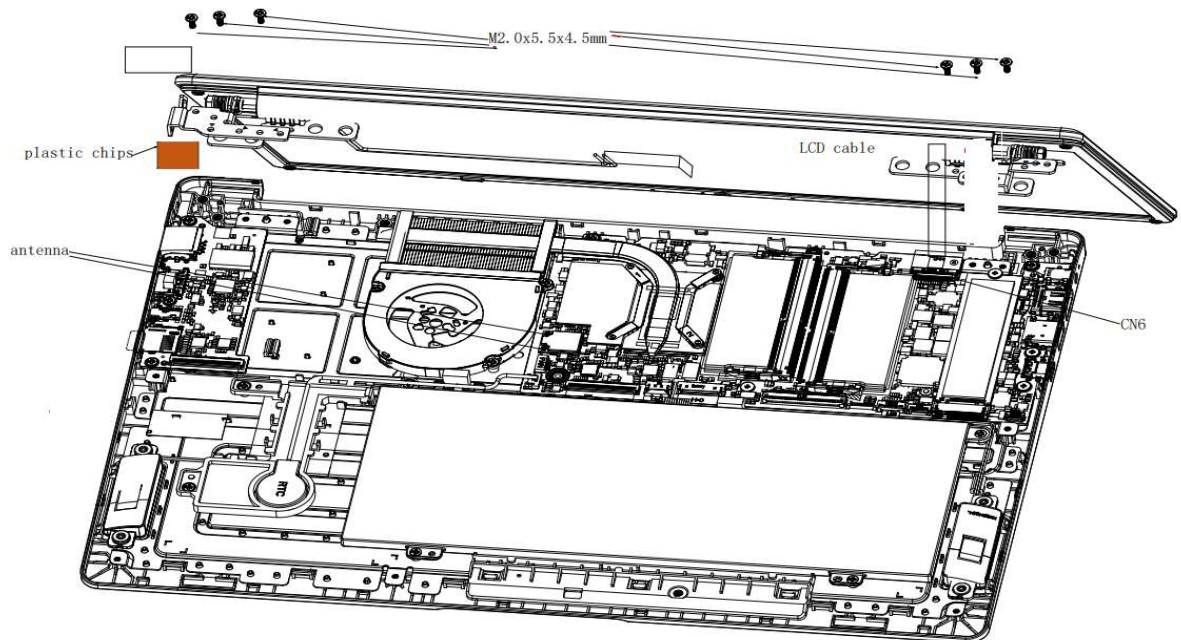 M2.0x5.5x4.5mm
plastic chips
LCD cable
antenna
CN6
RTC